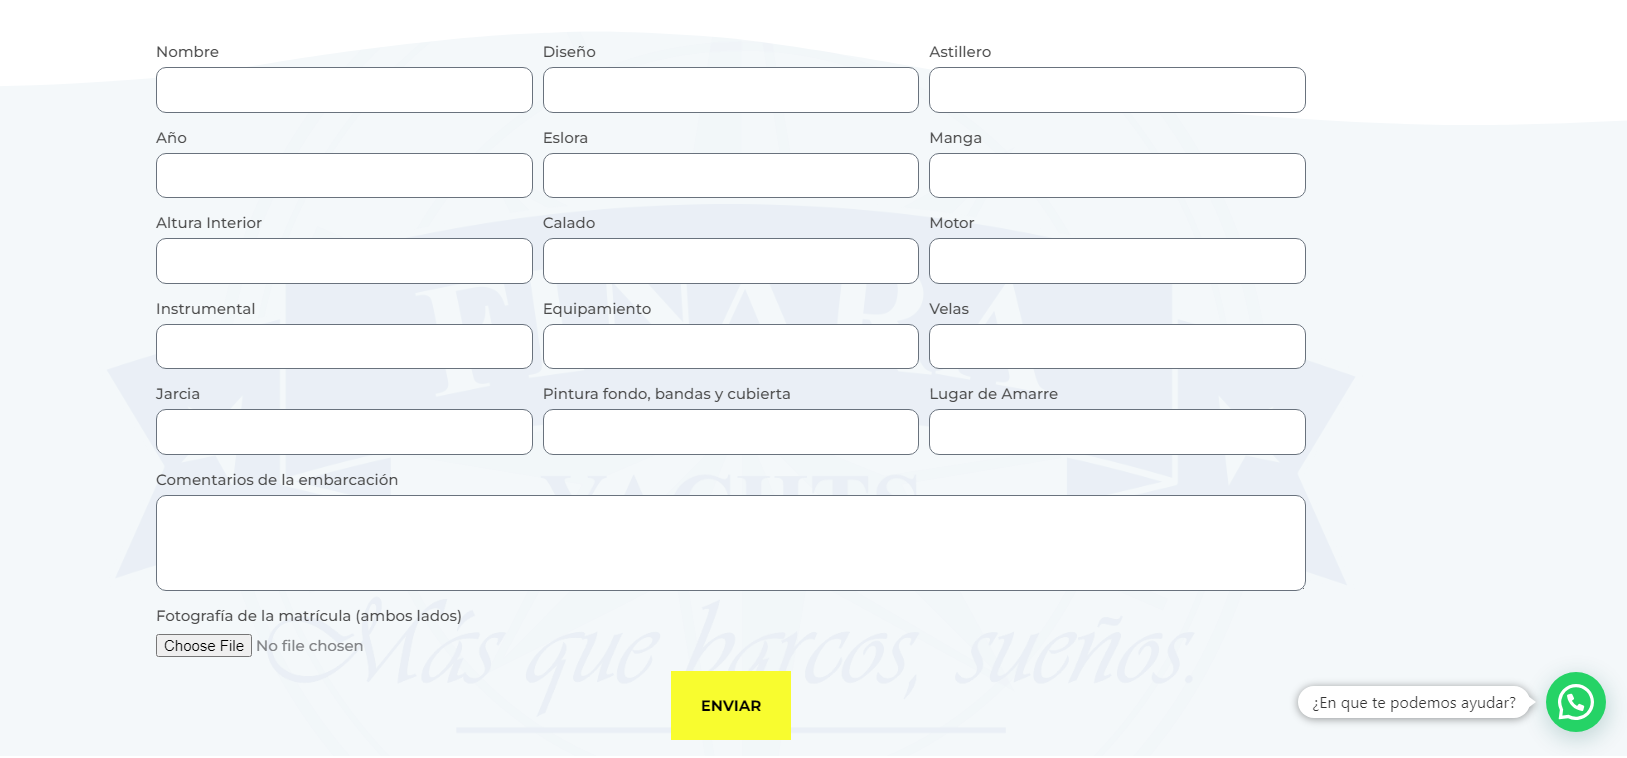 Nombre Diseño Astillero
Año Eslora Manga
Altura Interior Calado Motor
Instrumental Equipamiento Velas
FINARA
Jarcia Pintura fondo, bandas y cubierta Lugar de Amarre
Comentarios de la embarcación
YACHTS
Fotografía de la matrícula (ambos lados)
Choose File No file chosen
Más que barcos, sueños.
ENVIAR
¿En que te podemos ayudar?